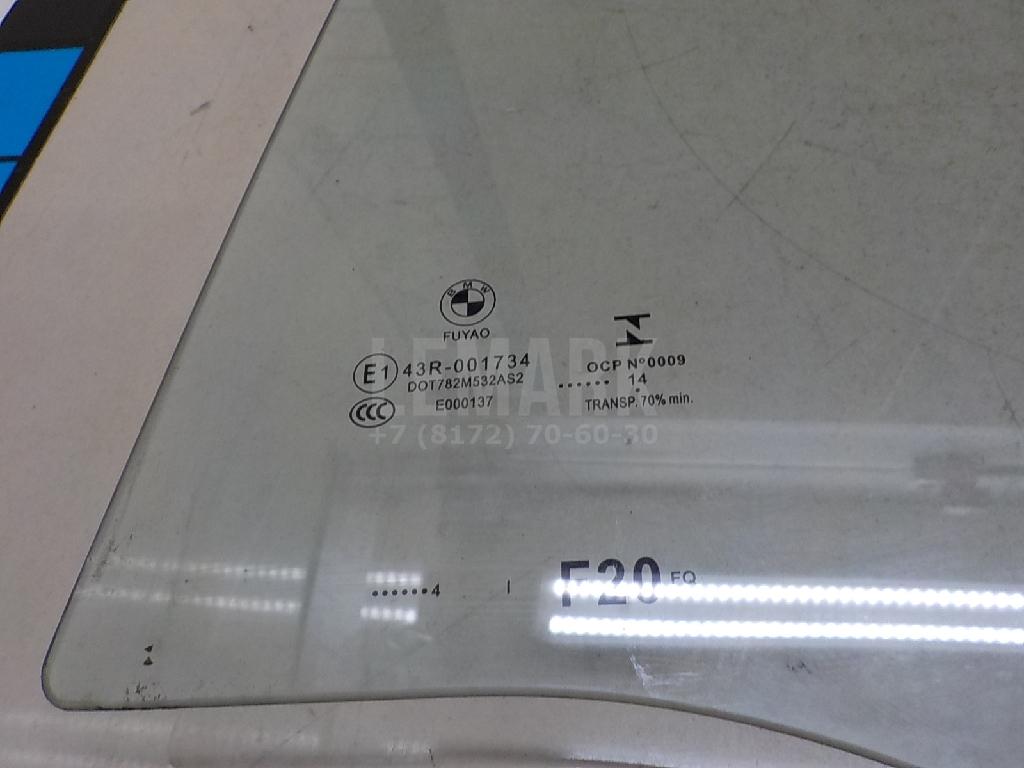 BMW
FUYAO
E1 43R-001734
DOT782M532AS2
CCC E000137
OCP Nº0009
...... 14
TRANSP. 70% min.
LEMARK
+7 (8172) 70-60-30
......4 I
F20 FQ